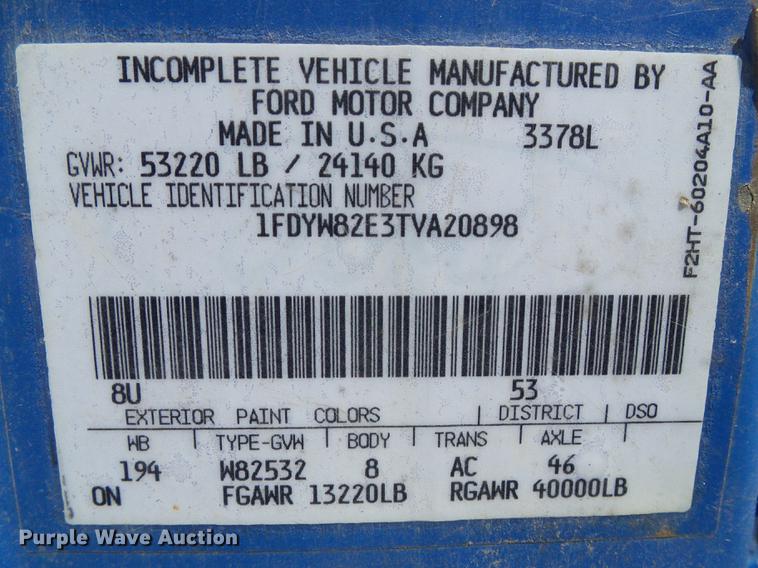 INCOMPLETE VEHICLE MANUFACTURED BY
FORD MOTOR COMPANY
MADE IN U.S.A 3378L
GVWR: 53220 LB / 24140 KG
VEHICLE IDENTIFICATION NUMBER
1FDYW82E3TVA20898
F2HT-60204A10-AA
8U 53
EXTERIOR PAINT COLORS DISTRICT DSO
WB TYPE-GVW BODY TRANS AXLE
194 W82532 8 AC 46
ON FGAWR 13220LB RGAWR 40000LB
Purple Wave Auction